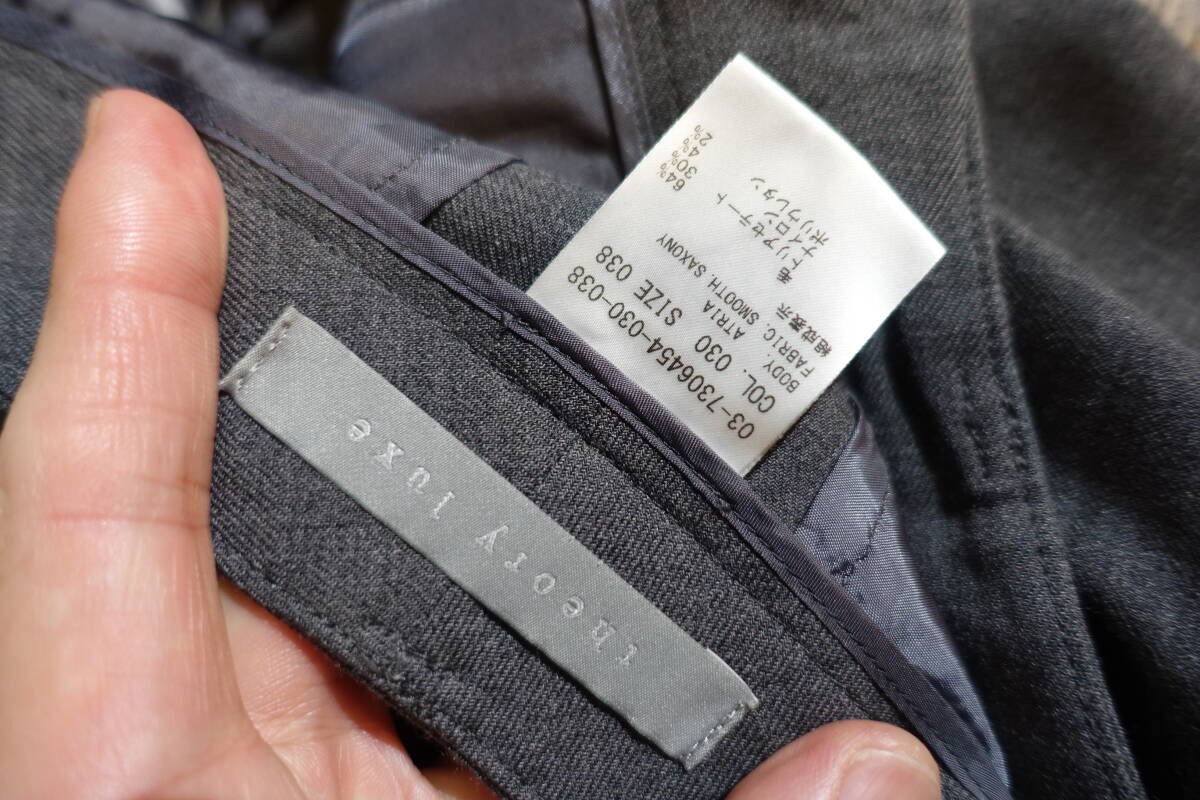 theory luxe
03-7306454-030-038
COL. 030 SIZE 038
BODY. ATRIA
FABRIC. SMOOTH, SAXONY
組成表示
毛 64%
トリアセテート 30%
ナイロン 4%
ポリウレタン 2%